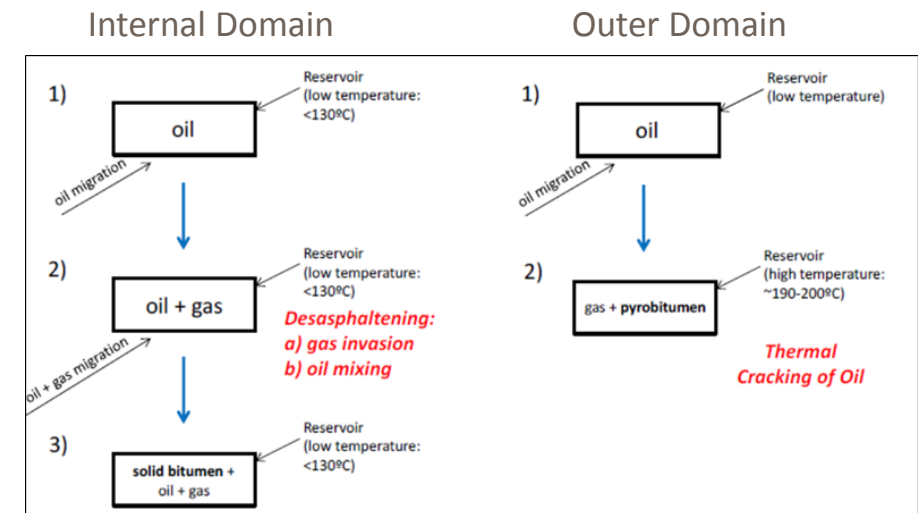 Internal Domain
1)
Reservoir
(low temperature:
<130ºC)
oil
oil migration
2)
Reservoir
(low temperature:
<130ºC)
oil + gas
Desasphaltening:
a) gas invasion
b) oil mixing
oil + gas migration
3)
Reservoir
(low temperature:
<130ºC)
solid bitumen +
oil + gas
Outer Domain
1)
Reservoir
(low temperature)
oil
oil migration
2)
Reservoir
(high temperature:
~190-200ºC)
gas + pyrobitumen
Thermal
Cracking of Oil